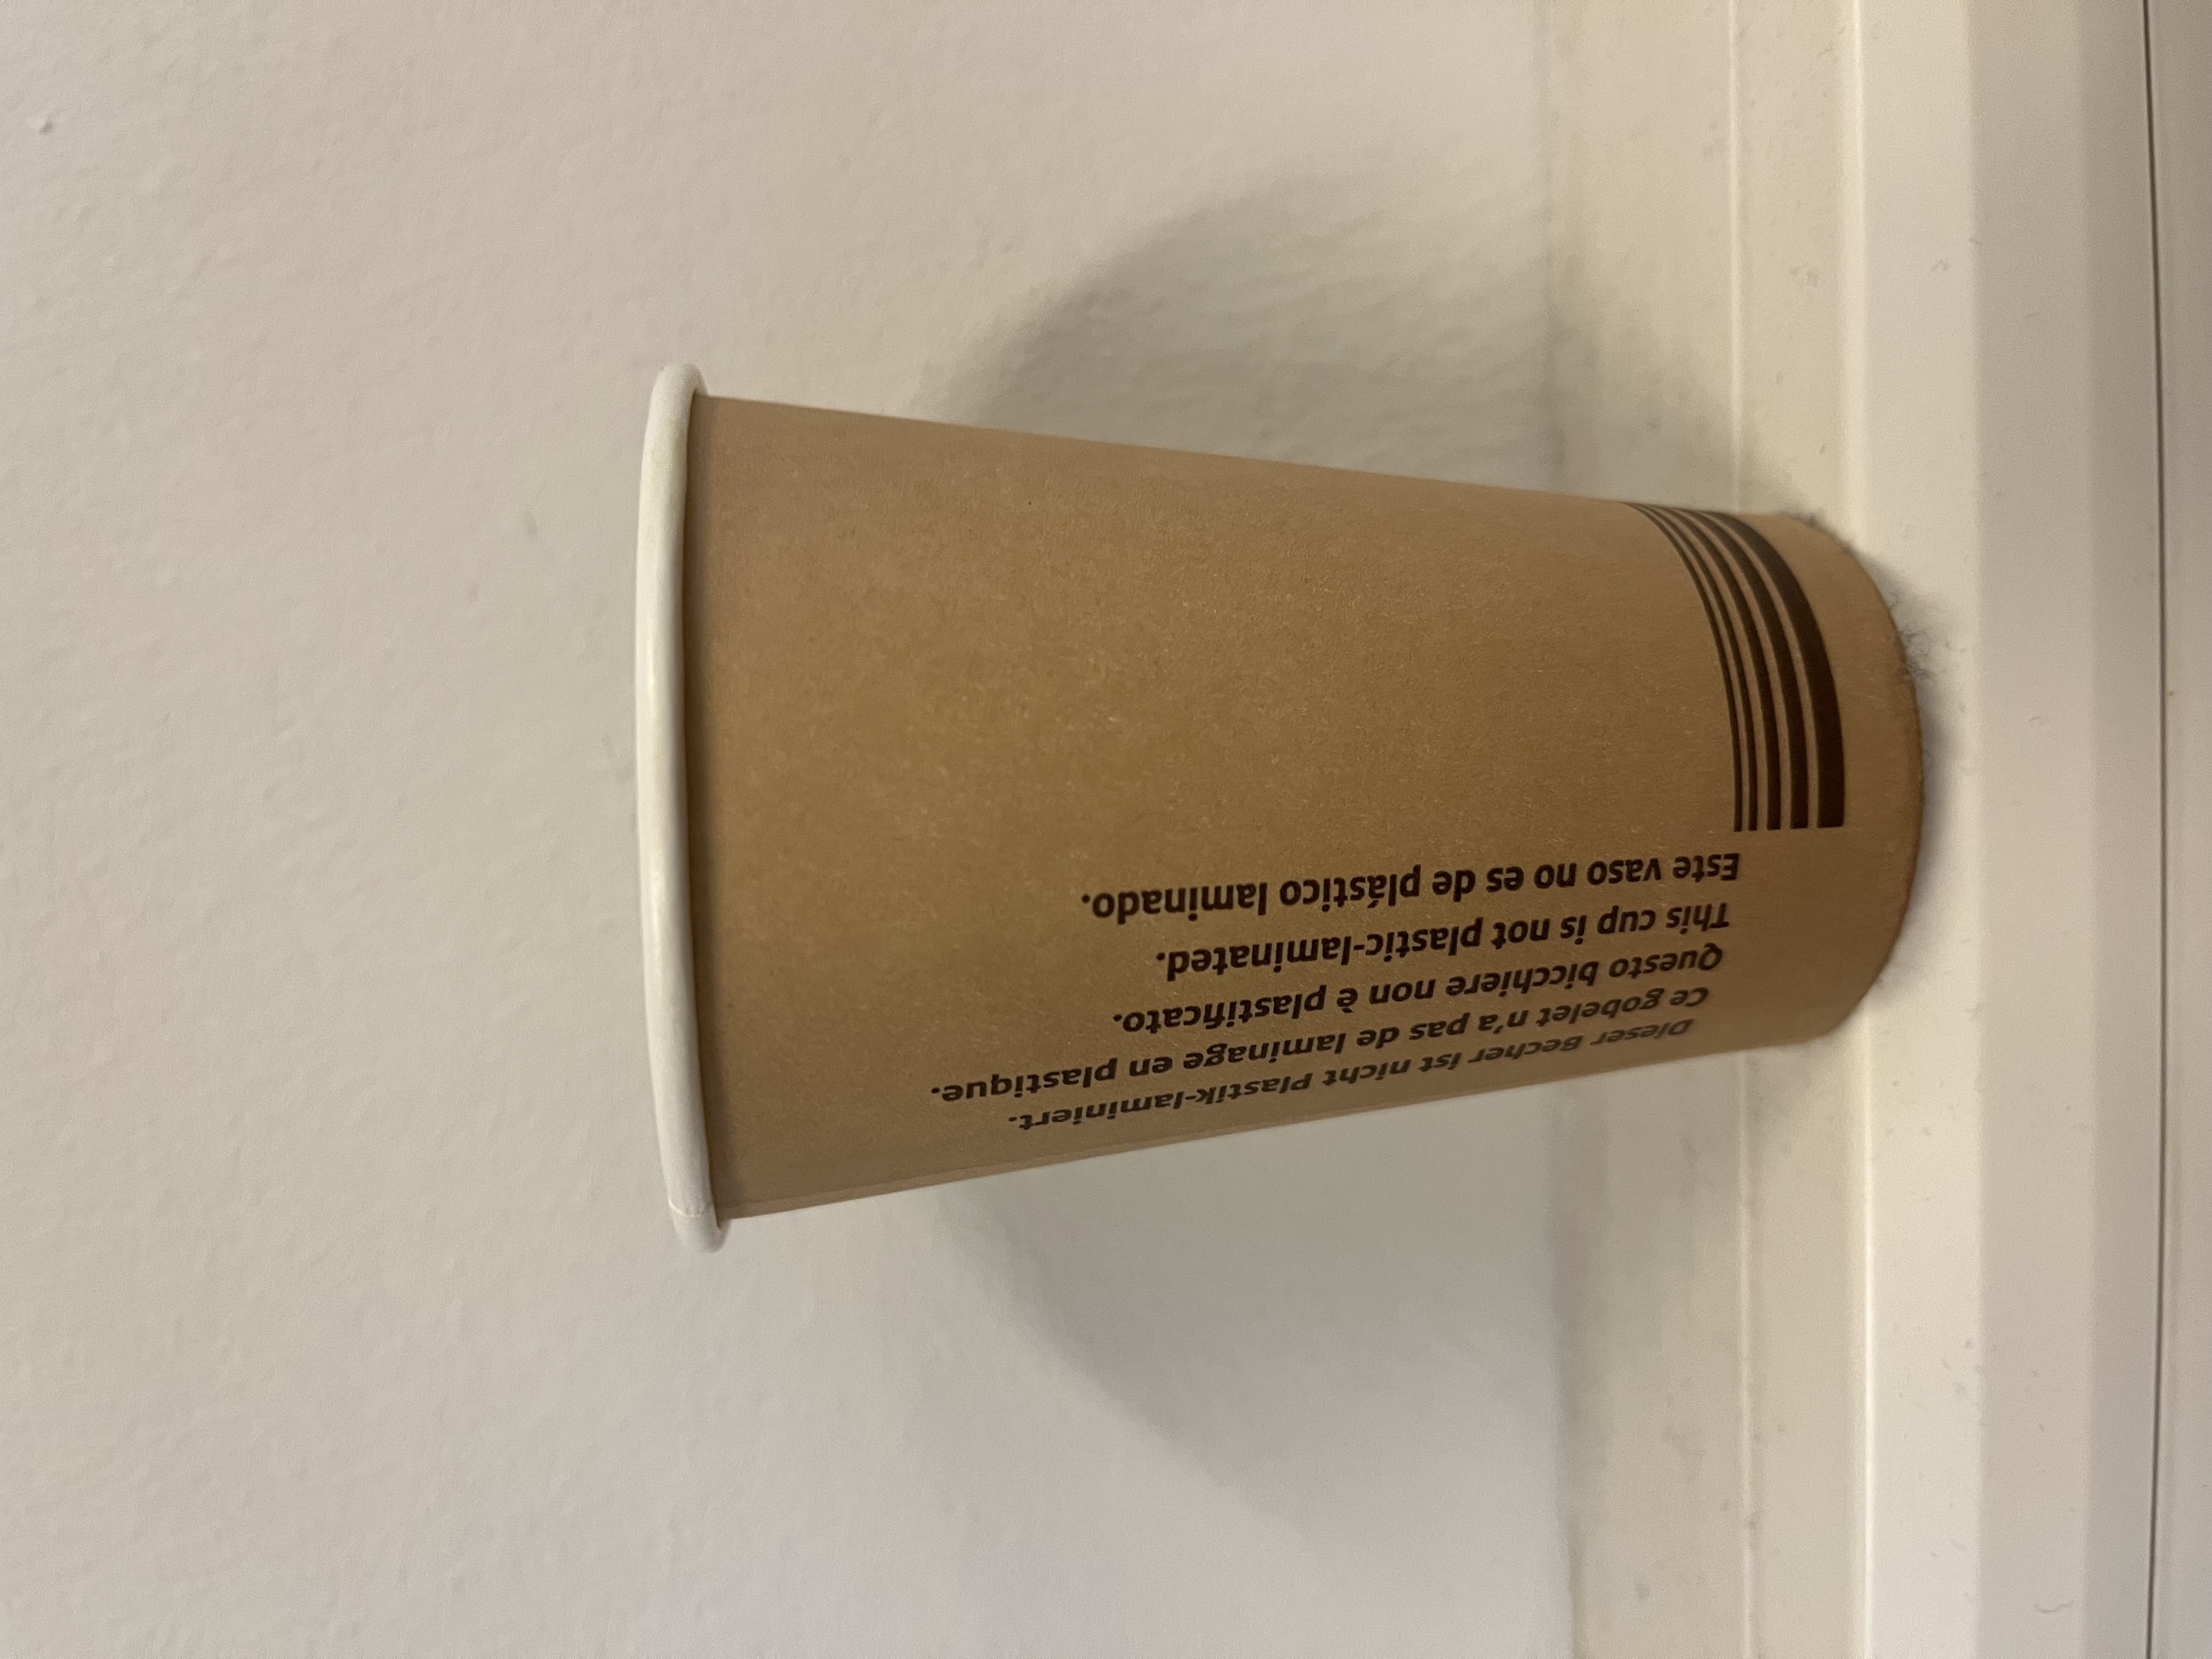 Dieser Becher ist nicht Plastik-laminiert.
Ce gobelet n'a pas de laminage en plastique.
Questo bicchiere non è plastificato.
This cup is not plastic-laminated.
Este vaso no es de plástico laminado.